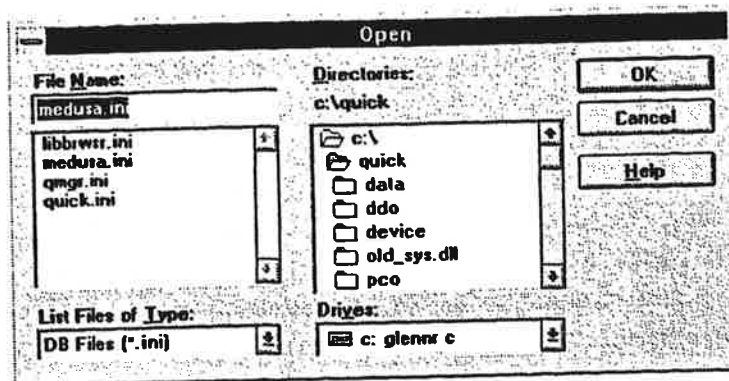 Open
File Name:
medusa.ini
libbrwsr.ini
medusa.ini
qmgr.ini
quick.ini
List Files of Type:
DB Files (*.ini)
Directories:
c:\quick
c:\
quick
data
ddo
device
old_sys.dll
pco
Drives:
c: glennr c
OK
Cancel
Help